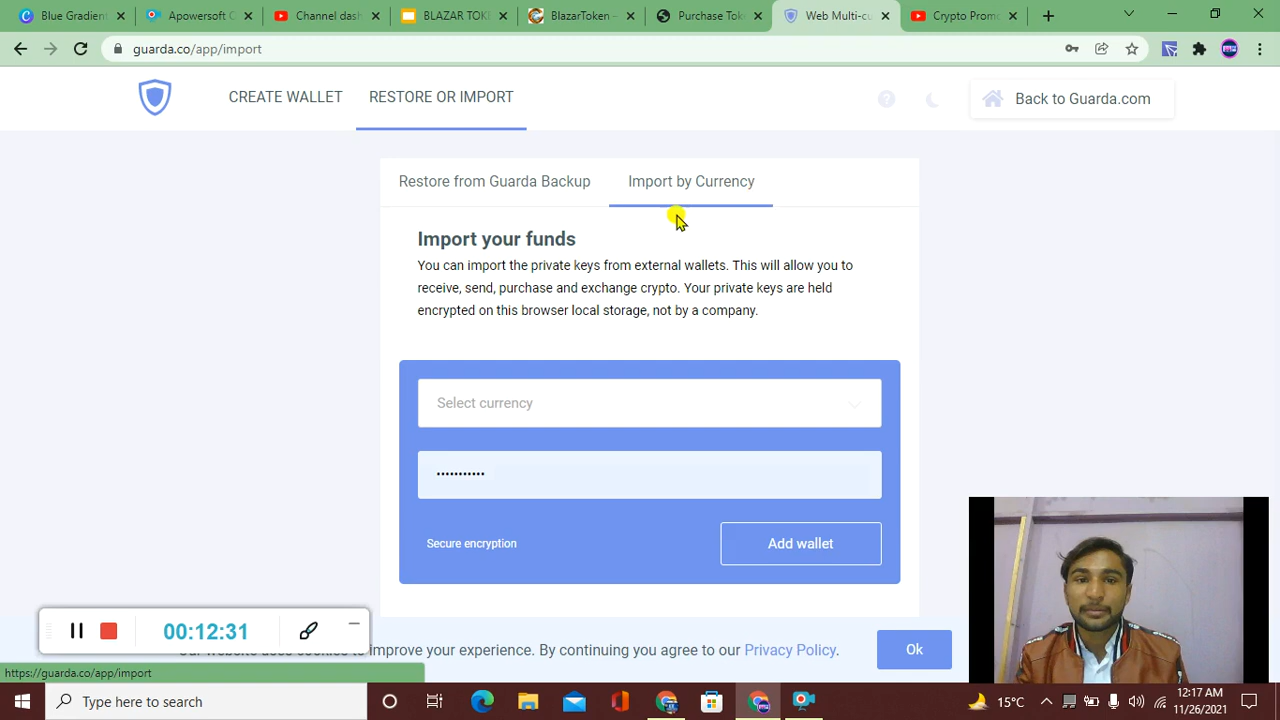 Blue Gradient
Apowersoft C
Channel dash
BLAZAR TOKE
BlazarToken –
Purchase Tok
Web Multi-cu
Crypto Promo
guarda.co/app/import
CREATE WALLET
RESTORE OR IMPORT
Back to Guarda.com
Restore from Guarda Backup
Import by Currency
Import your funds
You can import the private keys from external wallets. This will allow you to
receive, send, purchase and exchange crypto. Your private keys are held
encrypted on this browser local storage, not by a company.
Select currency
•••••••••••
Secure encryption
Add wallet
00:12:31
improve your experience. By continuing you agree to our Privacy Policy.
Ok
https://guarda.co/app/import
Type here to search
15°C
12:17 AM
11/26/2021